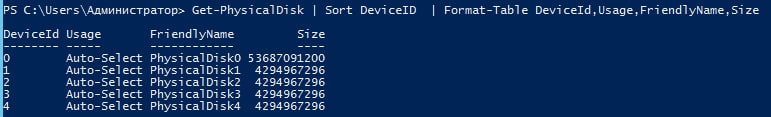 PS C:\Users\Администратор> Get-PhysicalDisk | Sort DeviceID  | Format-Table DeviceId,Usage,FriendlyName,Size
DeviceId Usage       FriendlyName         Size
-------- -----       ------------         ----
0        Auto-Select PhysicalDisk0 53687091200
1        Auto-Select PhysicalDisk1  4294967296
2        Auto-Select PhysicalDisk2  4294967296
3        Auto-Select PhysicalDisk3  4294967296
4        Auto-Select PhysicalDisk4  4294967296